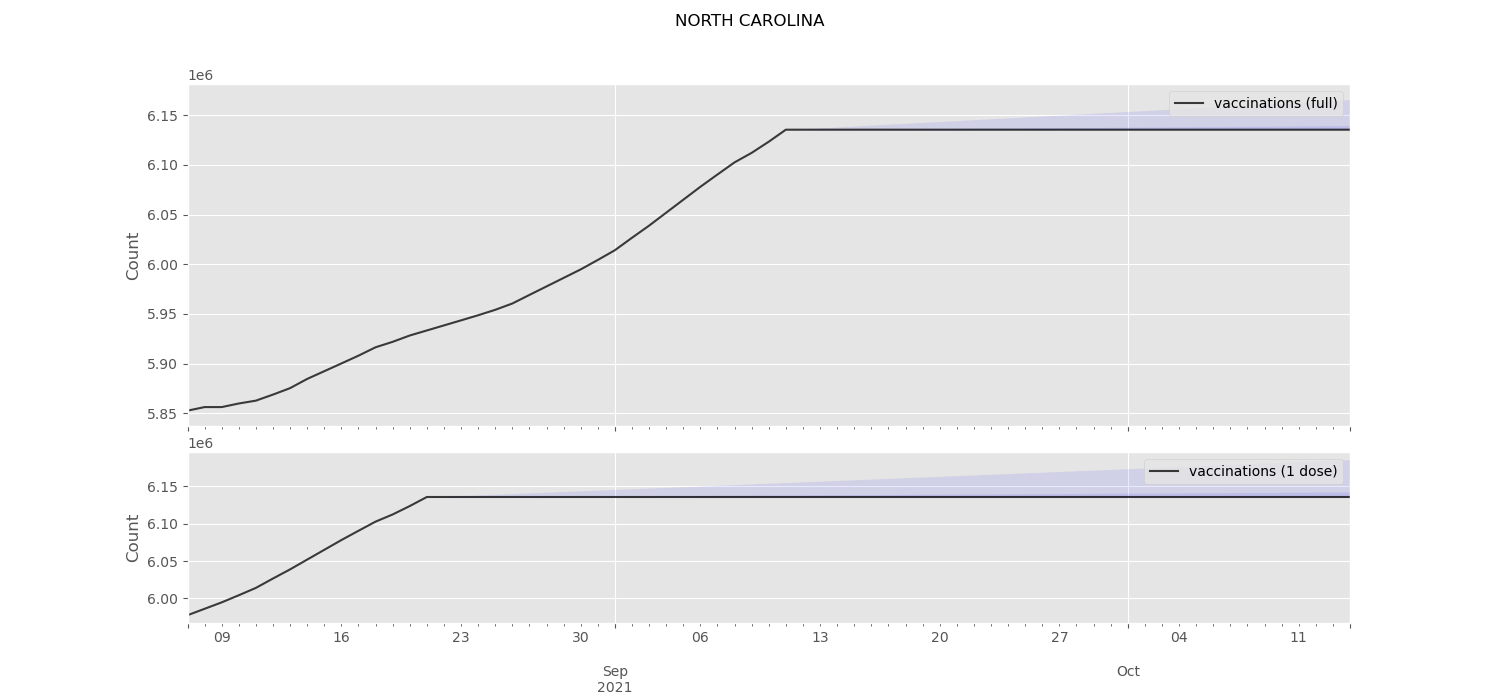 NORTH CAROLINA
1e6
vaccinations (full)
6.15
6.10
6.05
6.00
5.95
5.90
5.85
Count
1e6
vaccinations (1 dose)
6.15
6.10
6.05
6.00
Count
09 16 23 30 06 13 20 27 04 11
Sep Oct
2021